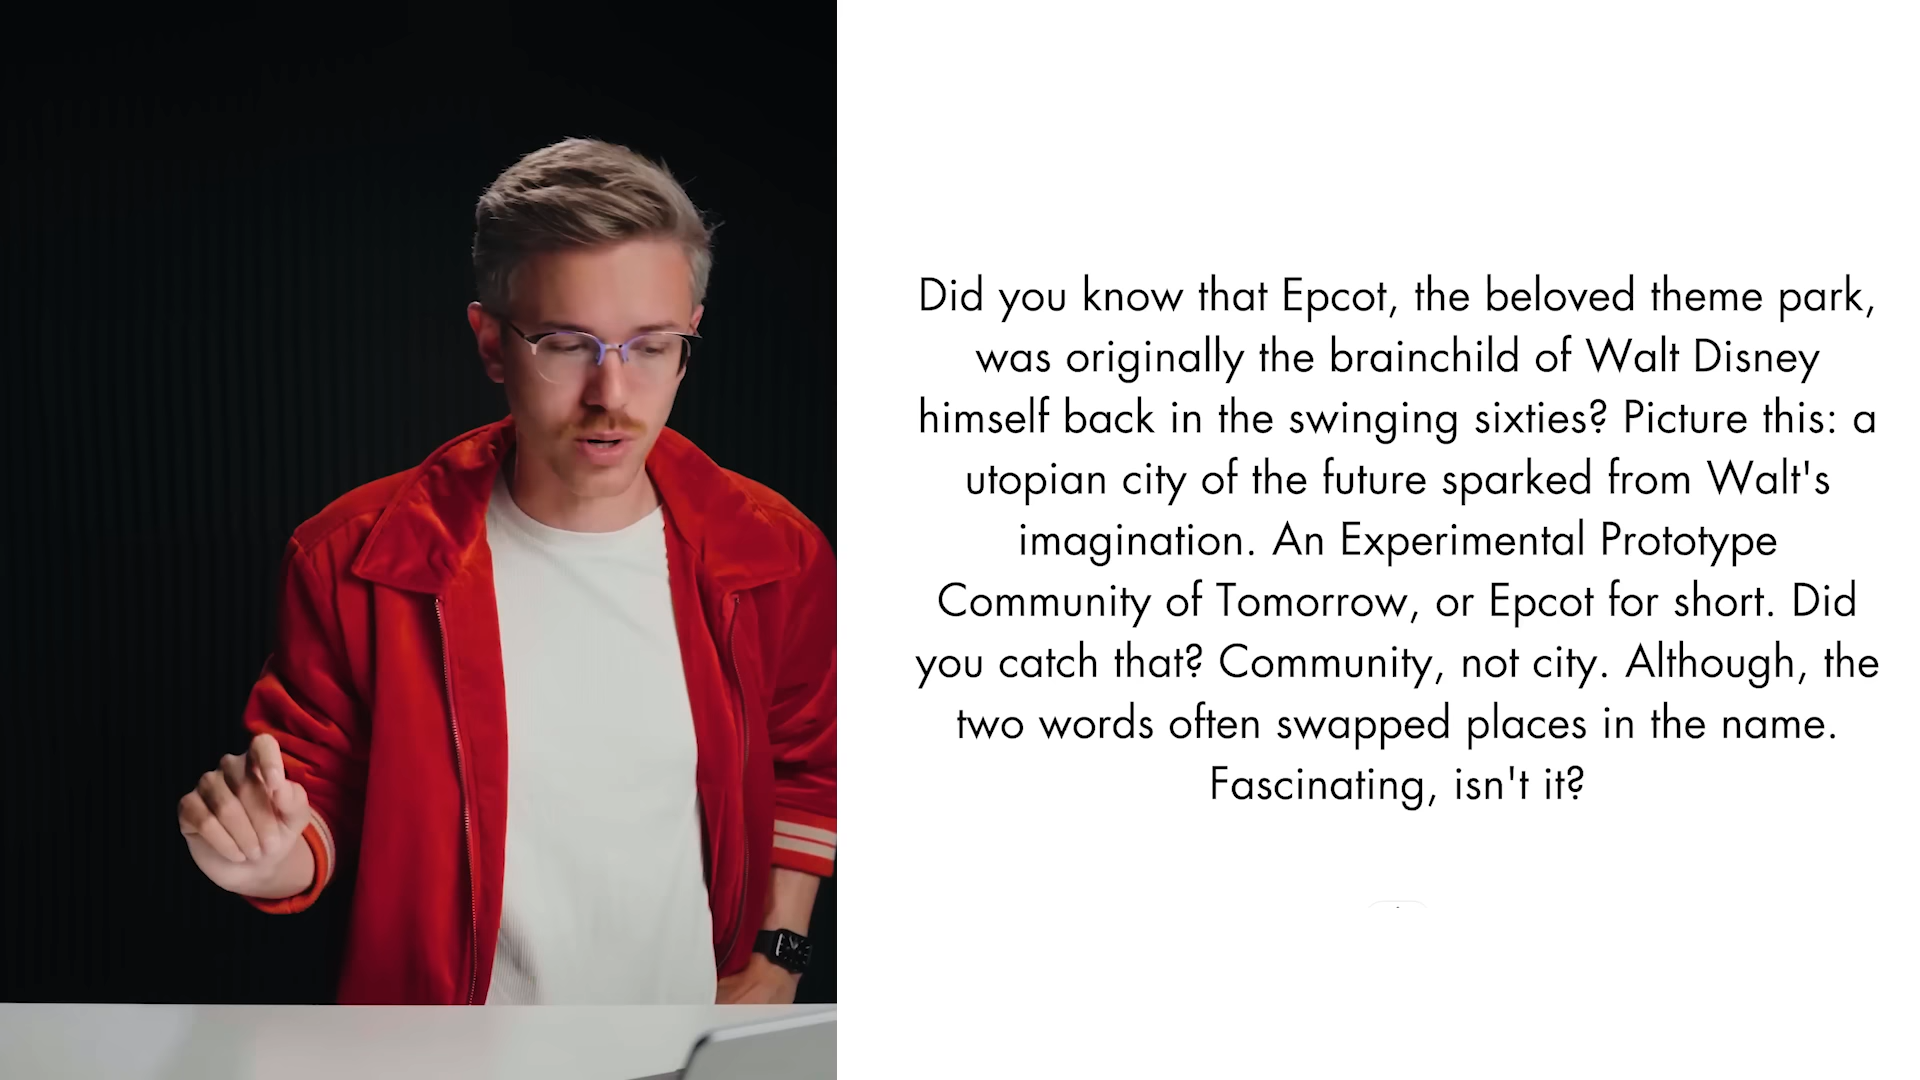 Did you know that Epcot, the beloved theme park,
was originally the brainchild of Walt Disney
himself back in the swinging sixties? Picture this: a
utopian city of the future sparked from Walt's
imagination. An Experimental Prototype
Community of Tomorrow, or Epcot for short. Did
you catch that? Community, not city. Although, the
two words often swapped places in the name.
Fascinating, isn't it?